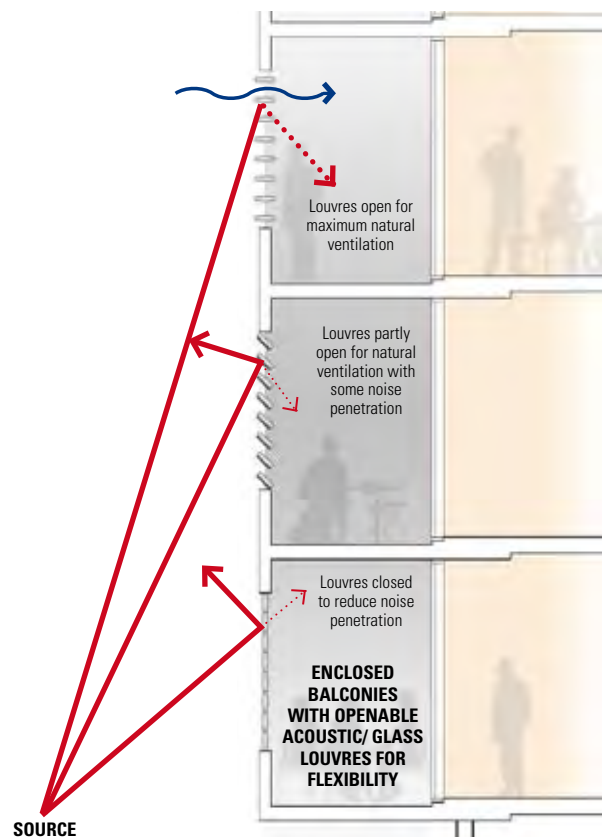 Louvres open for
maximum natural
ventilation
Louvres partly
open for natural
ventilation with
some noise
penetration
Louvres closed
to reduce noise
penetration
ENCLOSED
BALCONIES
WITH OPENABLE
ACOUSTIC/ GLASS
LOUVRES FOR
FLEXIBILITY
SOURCE